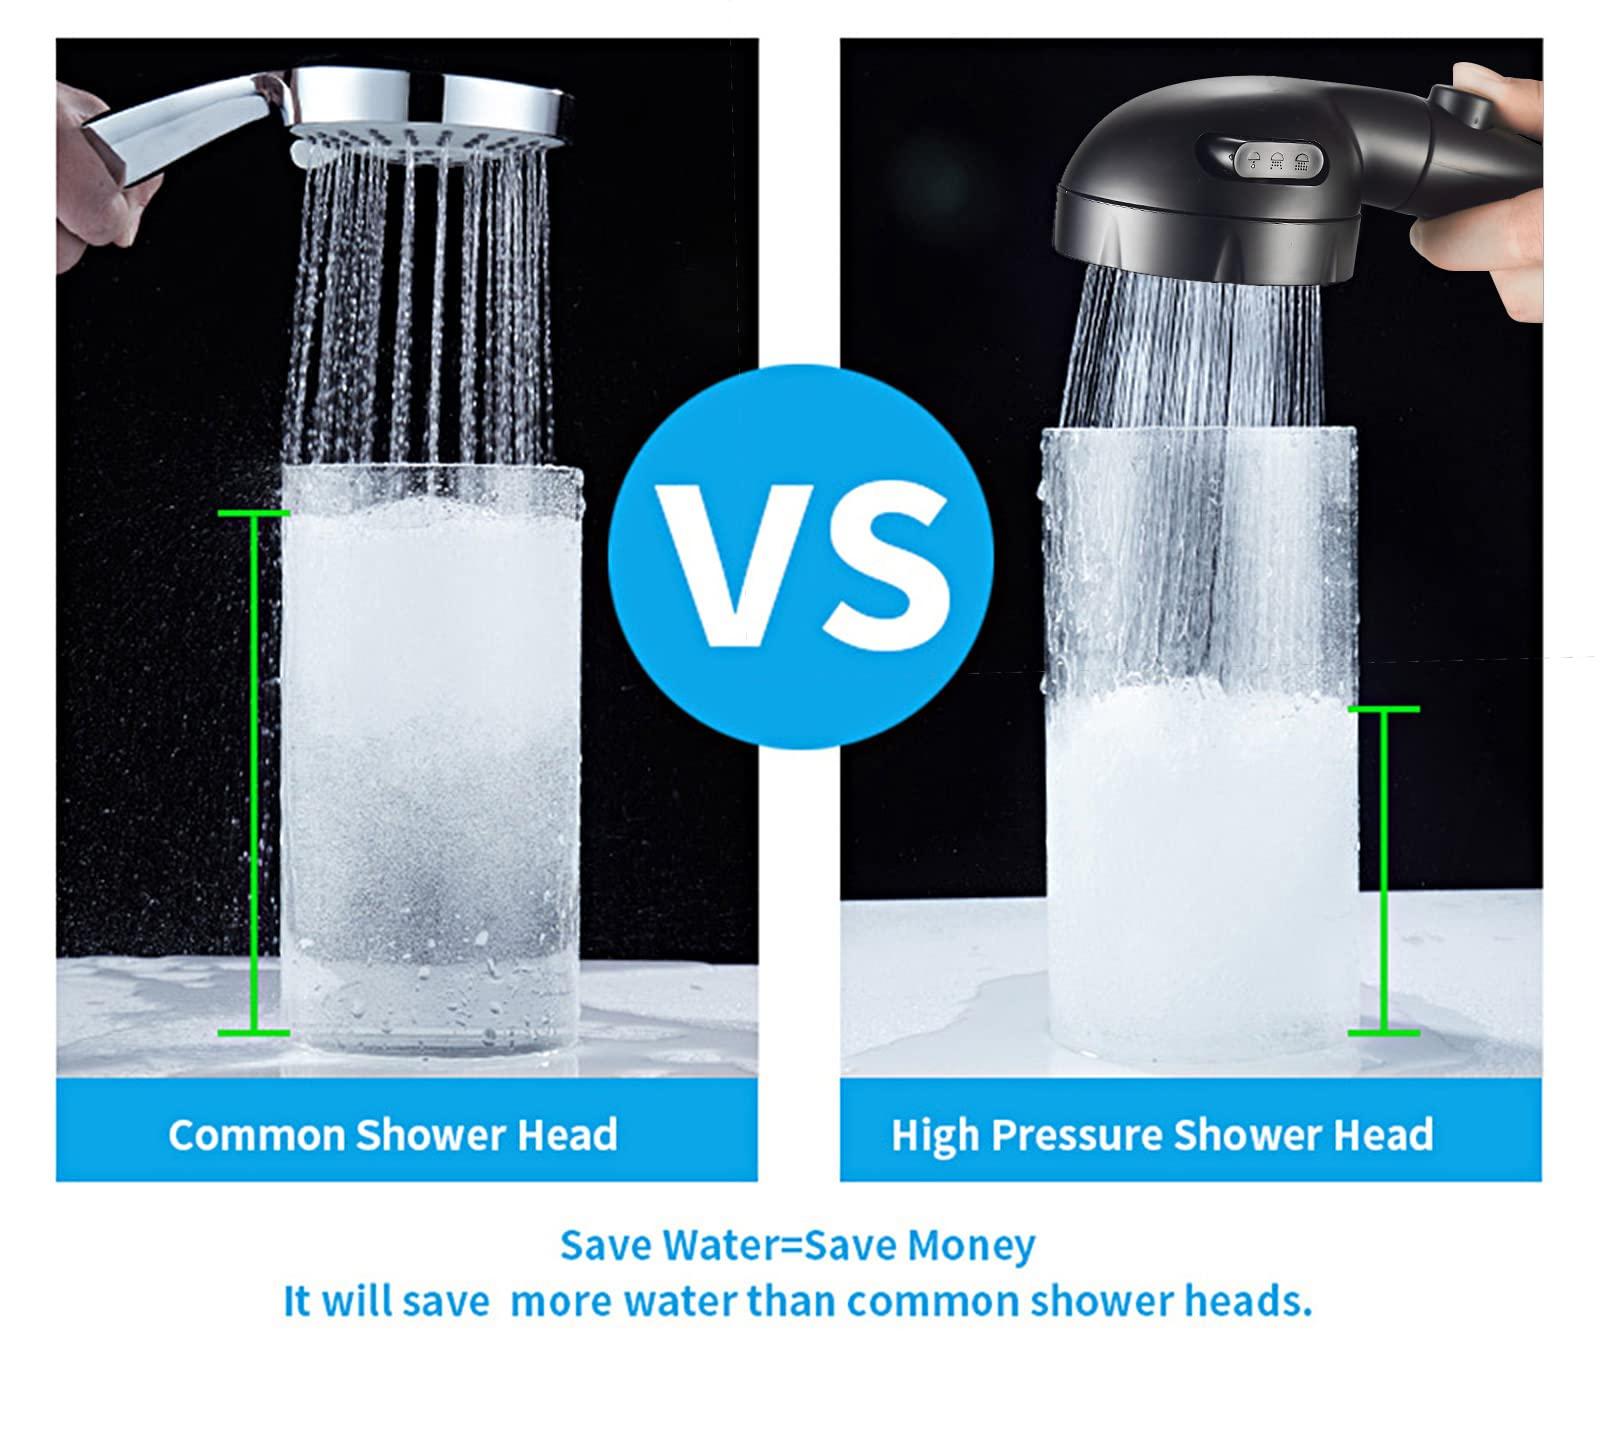 VS
Common Shower Head
High Pressure Shower Head
Save Water=Save Money
It will save more water than common shower heads.